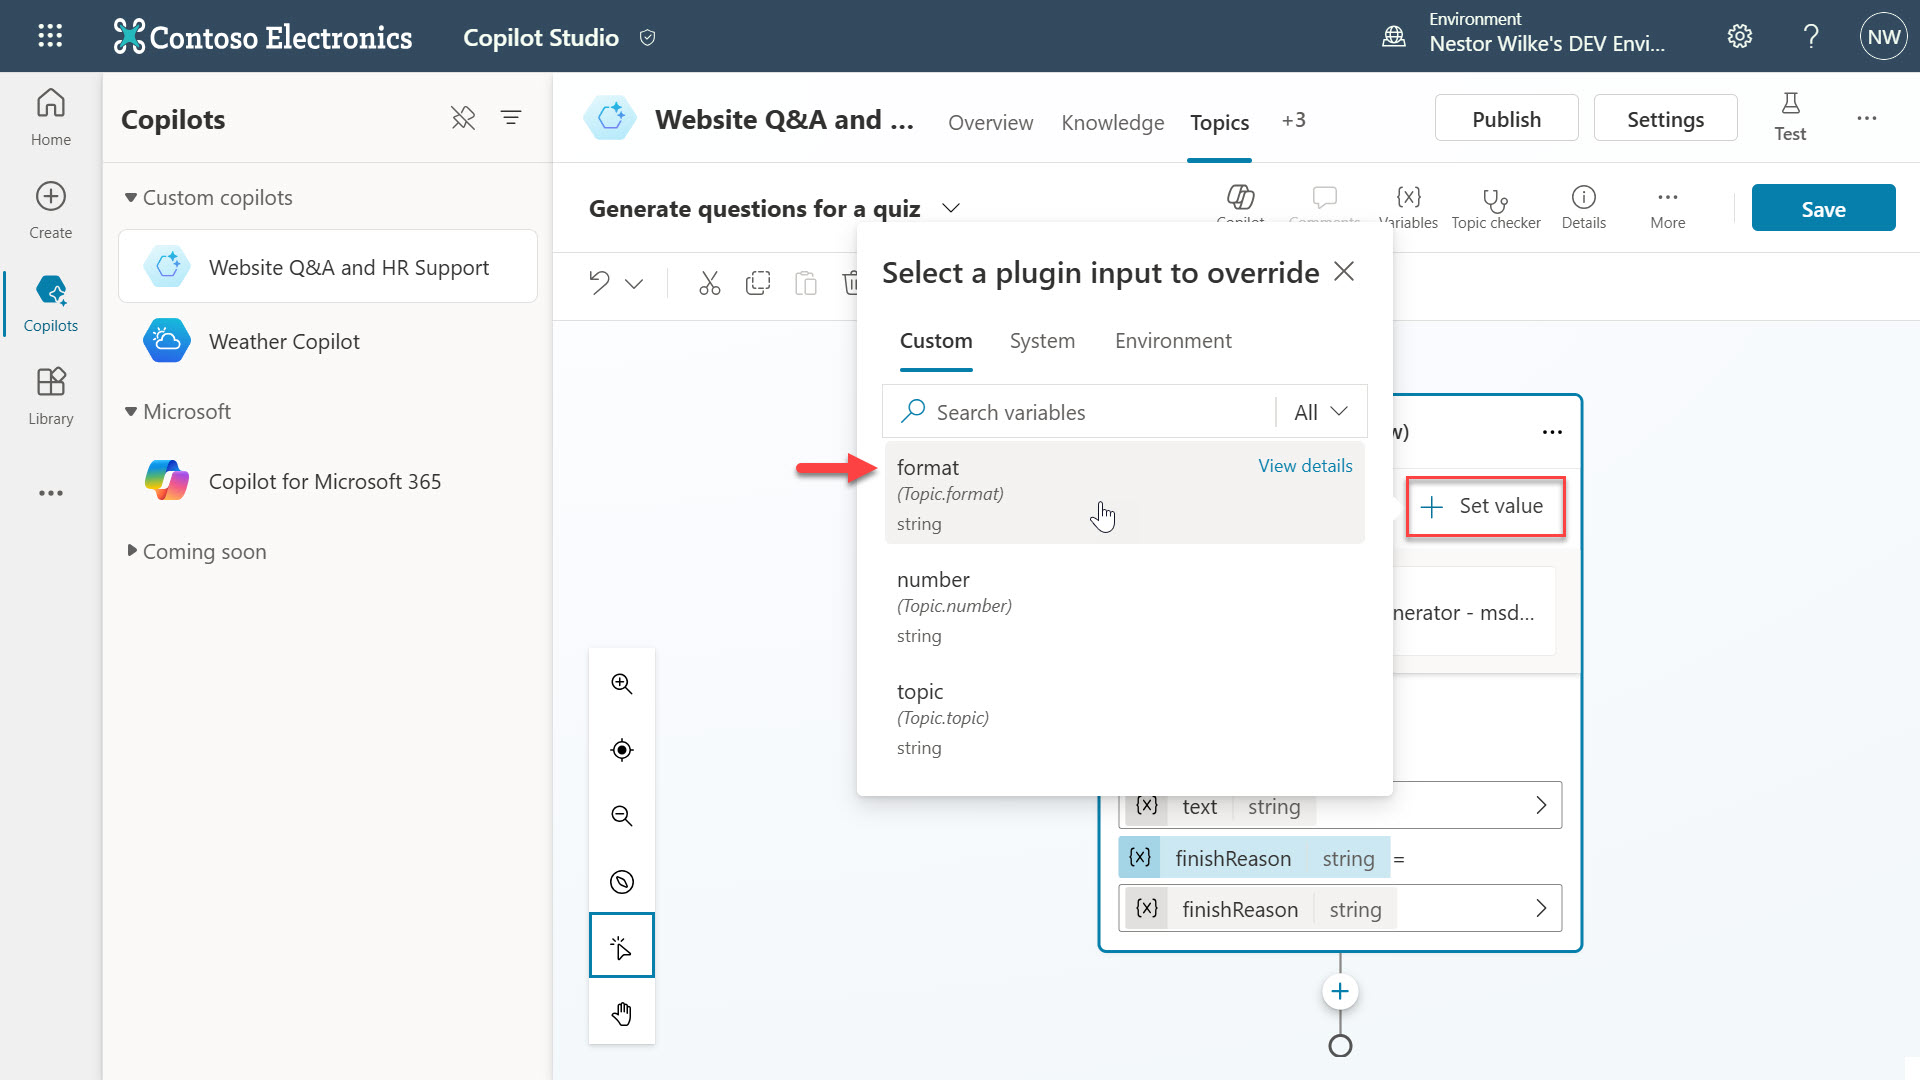 Contoso Electronics
Copilot Studio
Environment
Nestor Wilke's DEV Envi...
NW
Home
Create
Copilots
Library
Copilots
Custom copilots
Website Q&A and HR Support
Weather Copilot
Microsoft
Copilot for Microsoft 365
Coming soon
Website Q&A and ...
Overview
Knowledge
Topics
+3
Publish
Settings
Test
Generate questions for a quiz
Copilot
Comments
Variables
Topic checker
Details
More
Save
Select a plugin input to override
Custom
System
Environment
Search variables
All
format
View details
(Topic.format)
string
number
(Topic.number)
string
topic
(Topic.topic)
string
w)
Set value
nerator - msd...
{x} text string
{x} finishReason string =
{x} finishReason string